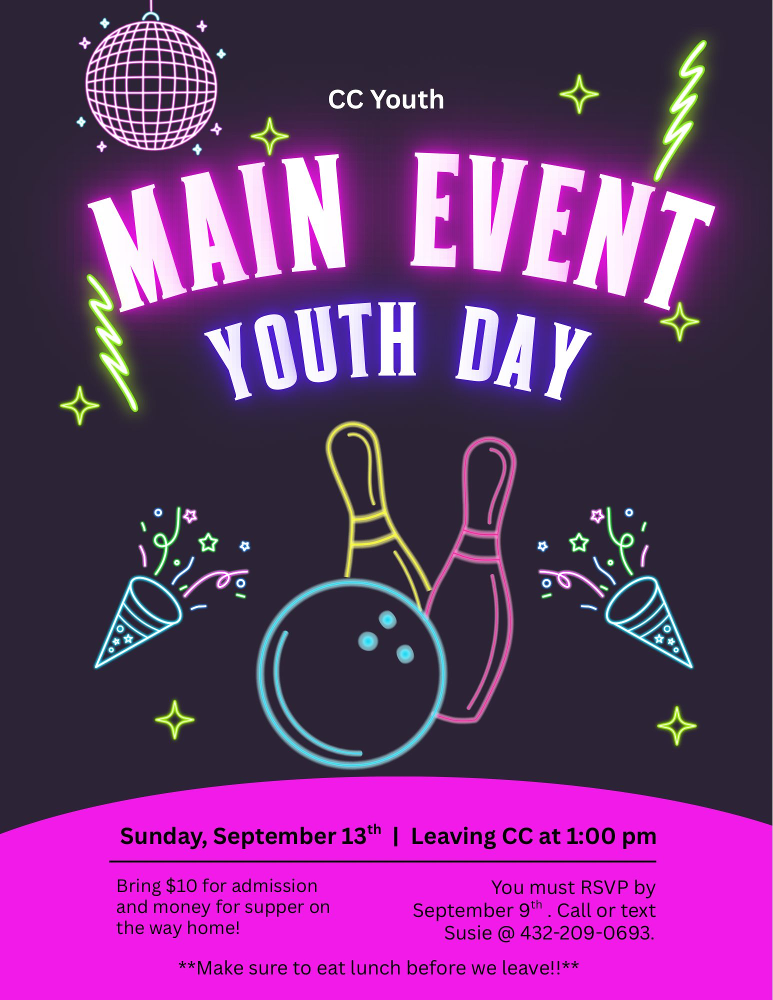 CC Youth
MAIN EVENT
YOUTH DAY
Sunday, September 13th | Leaving CC at 1:00 pm
Bring $10 for admission
and money for supper on
the way home!
You must RSVP by
September 9th . Call or text
Susie @ 432-209-0693.
**Make sure to eat lunch before we leave!!**